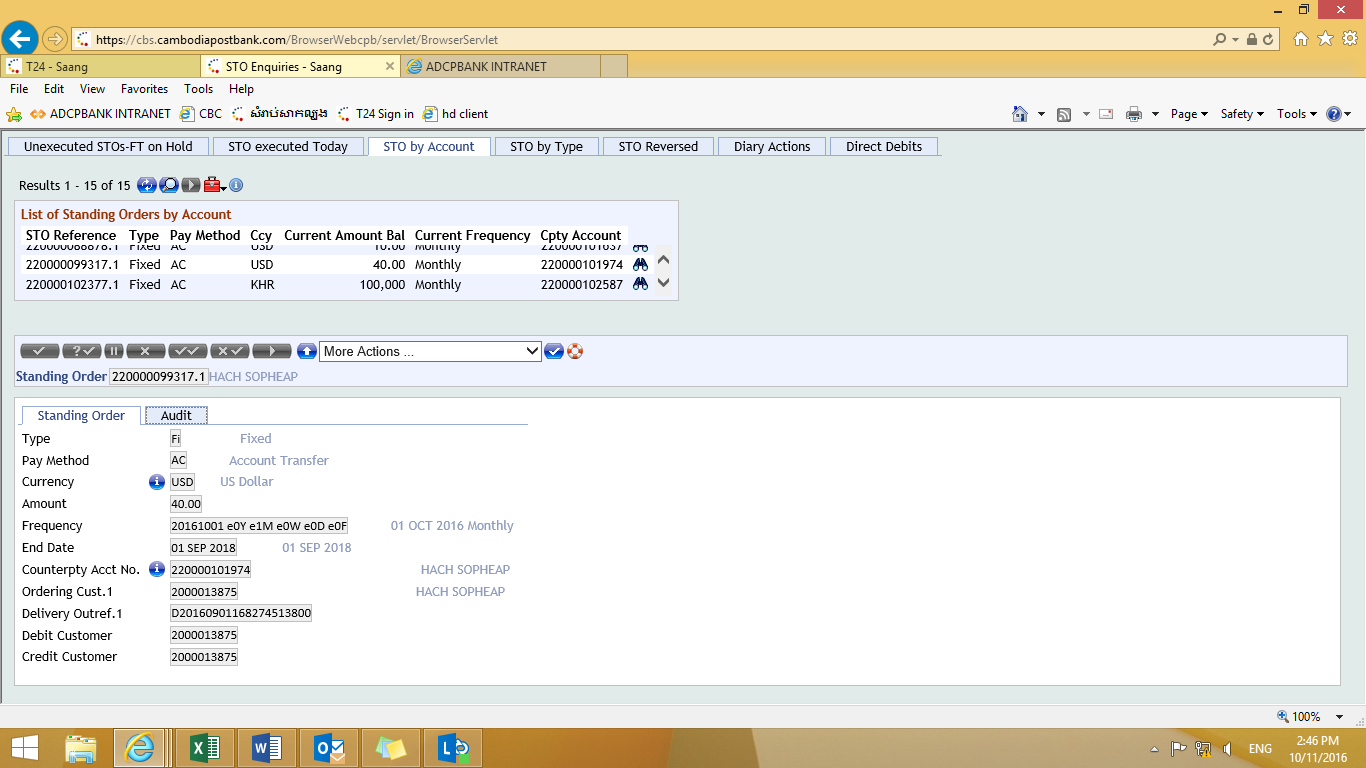 https://cbs.cambodiapostbank.com/BrowserWebcpb/servlet/BrowserServlet
T24 - Saang
STO Enquiries - Saang
ADCPBANK INTRANET
File Edit View Favorites Tools Help
ADCPBANK INTRANET CBC សំរាប់សាកល្បង T24 Sign in hd client
Page Safety Tools
Unexecuted STOs-FT on Hold STO executed Today STO by Account STO by Type STO Reversed Diary Actions Direct Debits
Results 1 - 15 of 15
List of Standing Orders by Account
STO Reference Type Pay Method Ccy Current Amount Bal Current Frequency Cpty Account
220000088878.1 Fixed AC USD 10.00 Monthly 220000101637
220000099317.1 Fixed AC USD 40.00 Monthly 220000101974
220000102377.1 Fixed AC KHR 100,000 Monthly 220000102587
More Actions ...
Standing Order 220000099317.1 HACH SOPHEAP
Standing Order Audit
Type Fi Fixed
Pay Method AC Account Transfer
Currency USD US Dollar
Amount 40.00
Frequency 20161001 e0Y e1M e0W e0D e0F 01 OCT 2016 Monthly
End Date 01 SEP 2018 01 SEP 2018
Counterpty Acct No. 220000101974 HACH SOPHEAP
Ordering Cust.1 2000013875 HACH SOPHEAP
Delivery Outref.1 D20160901168274513800
Debit Customer 2000013875
Credit Customer 2000013875
100%
ENG
2:46 PM
10/11/2016